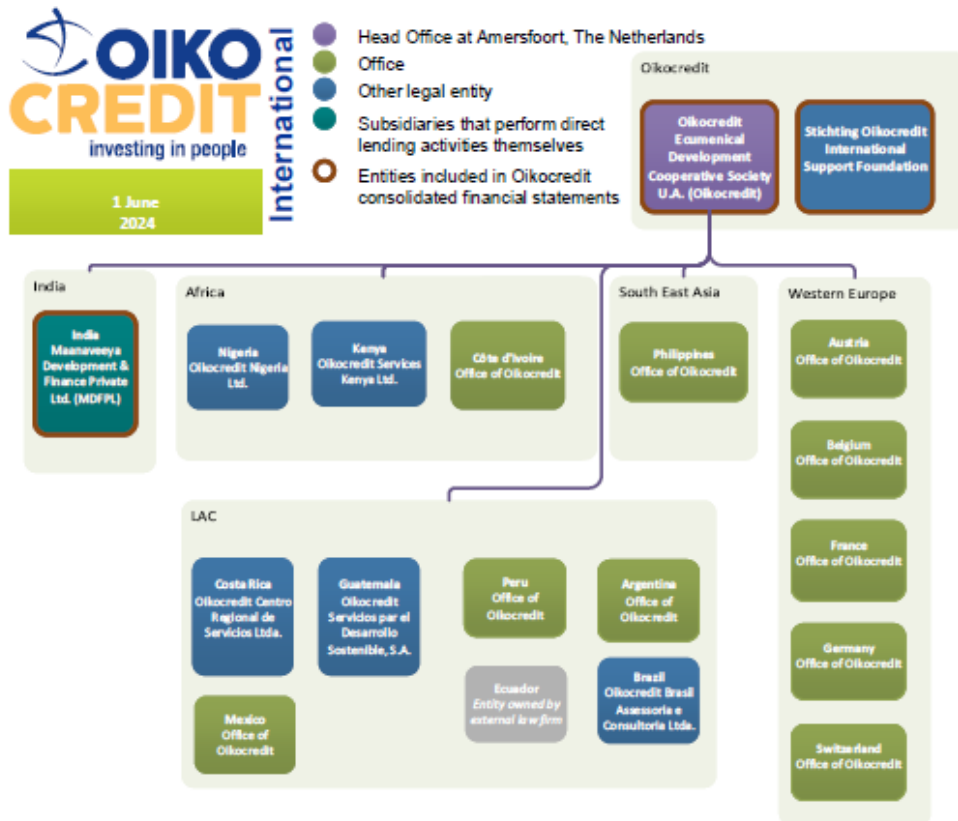 OIKO
CREDIT
investing in people
International
1 June
2024
Head Office at Amersfoort, The Netherlands
Office
Other legal entity
Subsidiaries that perform direct
lending activities themselves
Entities included in Oikocredit
consolidated financial statements
Oikocredit
Oikocredit
Ecumenical
Development
Cooperative Society
U.A. (Oikocredit)
Stichting Oikocredit
International
Support Foundation
India
India
Maanaveeya
Development &
Finance Private
Ltd. (MDFPL)
Africa
Nigeria
Oikocredit Nigeria
Ltd.
Kenya
Oikocredit Services
Kenya Ltd.
Côte d'Ivoire
Office of Oikocredit
South East Asia
Philippines
Office of Oikocredit
Western Europe
Austria
Office of Oikocredit
Belgium
Office of Oikocredit
France
Office of Oikocredit
Germany
Office of Oikocredit
Switzerland
Office of Oikocredit
LAC
Costa Rica
Oikocredit Centro
Regional de
Servicios Ltda.
Guatemala
Oikocredit
Servicios par el
Desarrollo
Sostenible, S.A.
Peru
Office of
Oikocredit
Argentina
Office of
Oikocredit
Mexico
Office of
Oikocredit
Ecuador
Entity owned by
external law firm
Brazil
Oikocredit Brasil
Assessoria e
Consultoria Ltde.